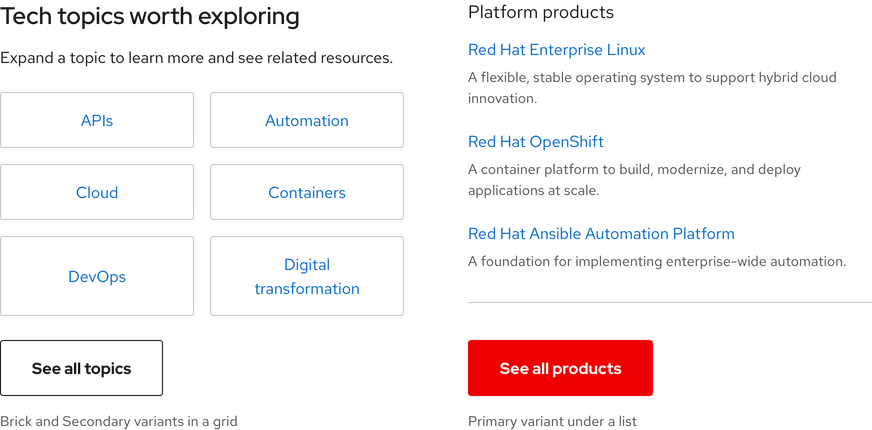 Tech topics worth exploring
Expand a topic to learn more and see related resources.
APIs
Automation
Cloud
Containers
DevOps
Digital
transformation
See all topics
Brick and Secondary variants in a grid
Platform products
Red Hat Enterprise Linux
A flexible, stable operating system to support hybrid cloud
innovation.
Red Hat OpenShift
A container platform to build, modernize, and deploy
applications at scale.
Red Hat Ansible Automation Platform
A foundation for implementing enterprise-wide automation.
See all products
Primary variant under a list